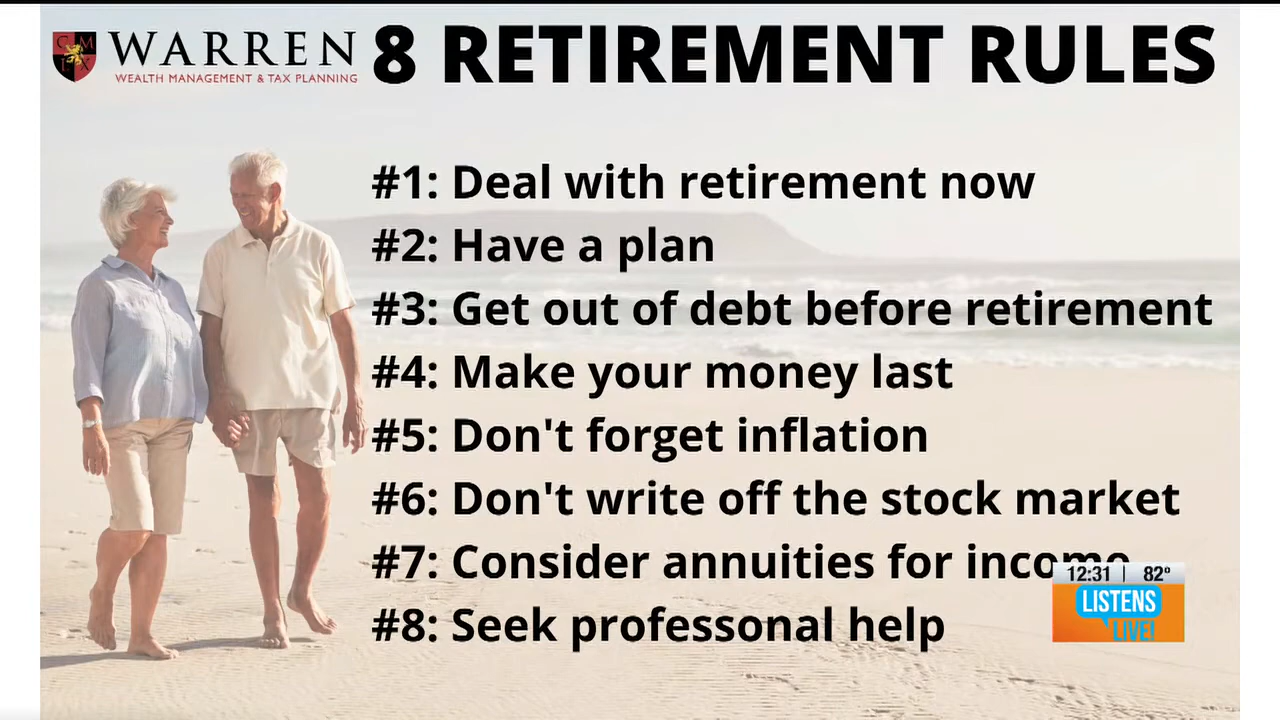 WARREN
WEALTH MANAGEMENT & TAX PLANNING
8 RETIREMENT RULES
#1: Deal with retirement now
#2: Have a plan
#3: Get out of debt before retirement
#4: Make your money last
#5: Don't forget inflation
#6: Don't write off the stock market
#7: Consider annuities for income
#8: Seek professonal help
12:31 | 82°
LISTENS
LIVE!